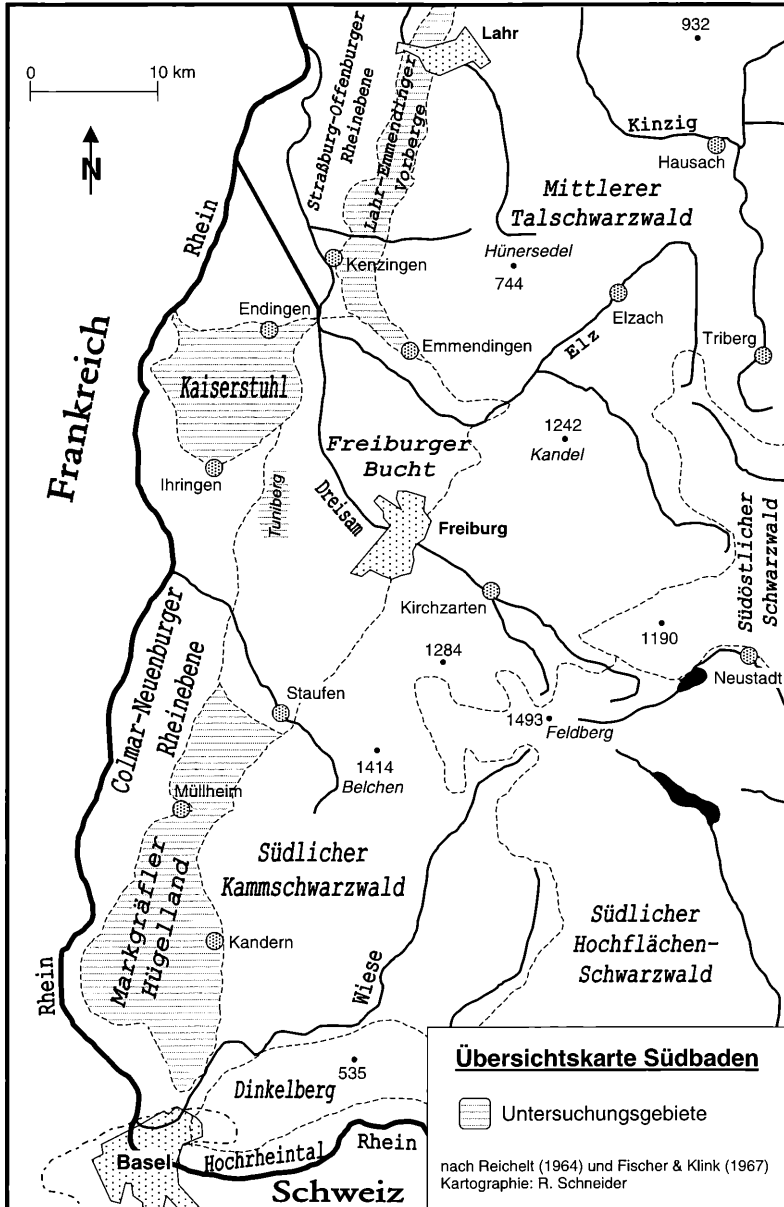 932
Lahr
0 10 km
Straßburg-Offenburger
Rheinebene
Lahr-Emmendinger
Vorberge
Kinzig
Hausach
N
Mittlerer
Talschwarzwald
Rhein
Hünersedel
744
Kenzingen
Endingen
Elzach
Emmendingen
Elz
Triberg
Frankreich
Kaiserstuhl
1242
Kandel
Freiburger
Bucht
Ihringen
Tuniberg
Dreisam
Freiburg
Südöstlicher
Schwarzwald
Kirchzarten
1190
1284
Neustadt
Colmar-Neuenburger
Rheinebene
Staufen
1493
Feldberg
1414
Belchen
Müllheim
Südlicher
Kammschwarzwald
Markgräfler
Hügelland
Kandern
Südlicher
Hochflächen-
Schwarzwald
Rhein
Wiese
535
Dinkelberg
Basel
Hochrheintal
Rhein
Schweiz
Übersichtskarte Südbaden
Untersuchungsgebiete
nach Reichelt (1964) und Fischer & Klink (1967)
Kartographie: R. Schneider